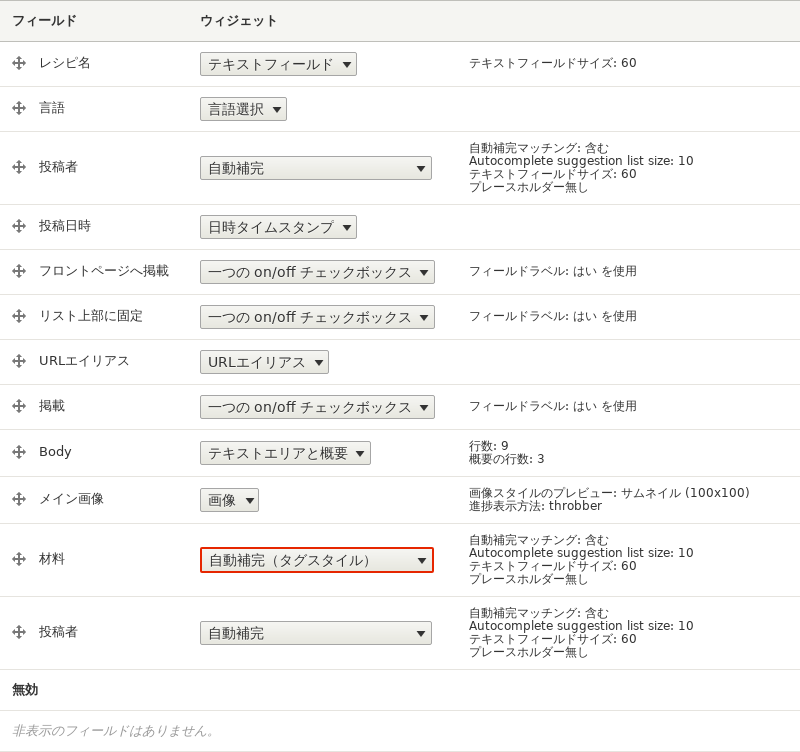 フィールド ウィジェット
レシピ名 テキストフィールド テキストフィールドサイズ: 60
言語 言語選択
投稿者 自動補完 自動補完マッチング: 含む
Autocomplete suggestion list size: 10
テキストフィールドサイズ: 60
プレースホルダー無し
投稿日時 日時タイムスタンプ
フロントページへ掲載 一つの on/off チェックボックス フィールドラベル: はい を使用
リスト上部に固定 一つの on/off チェックボックス フィールドラベル: はい を使用
URLエイリアス URLエイリアス
掲載 一つの on/off チェックボックス フィールドラベル: はい を使用
Body テキストエリアと概要 行数: 9
概要の行数: 3
メイン画像 画像 画像スタイルのプレビュー: サムネイル (100x100)
進捗表示方法: throbber
材料 自動補完（タグスタイル） 自動補完マッチング: 含む
Autocomplete suggestion list size: 10
テキストフィールドサイズ: 60
プレースホルダー無し
投稿者 自動補完 自動補完マッチング: 含む
Autocomplete suggestion list size: 10
テキストフィールドサイズ: 60
プレースホルダー無し
無効
非表示のフィールドはありません。